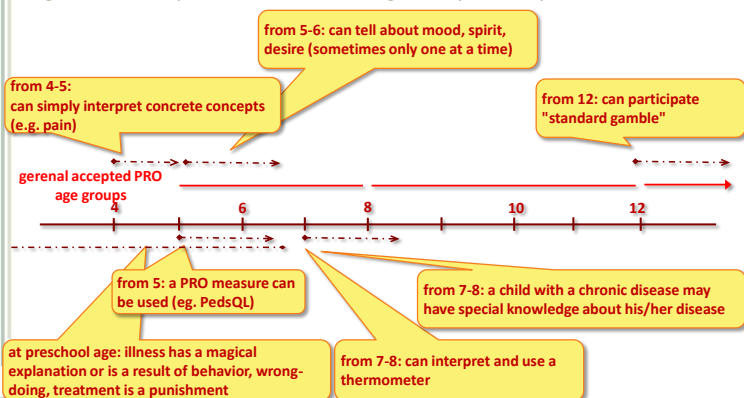 from 5-6: can tell about mood, spirit,
desire (sometimes only one at a time)
from 4-5:
can simply interpret concrete concepts
(e.g. pain)
from 12: can participate
"standard gamble"
gerenal accepted PRO
age groups
4 6 8 10 12
from 5: a PRO measure can
be used (eg. PedsQL)
from 7-8: a child with a chronic disease may
have special knowledge about his/her disease
at preschool age: illness has a magical
explanation or is a result of behavior, wrong-
doing, treatment is a punishment
from 7-8: can interpret and use a
thermometer